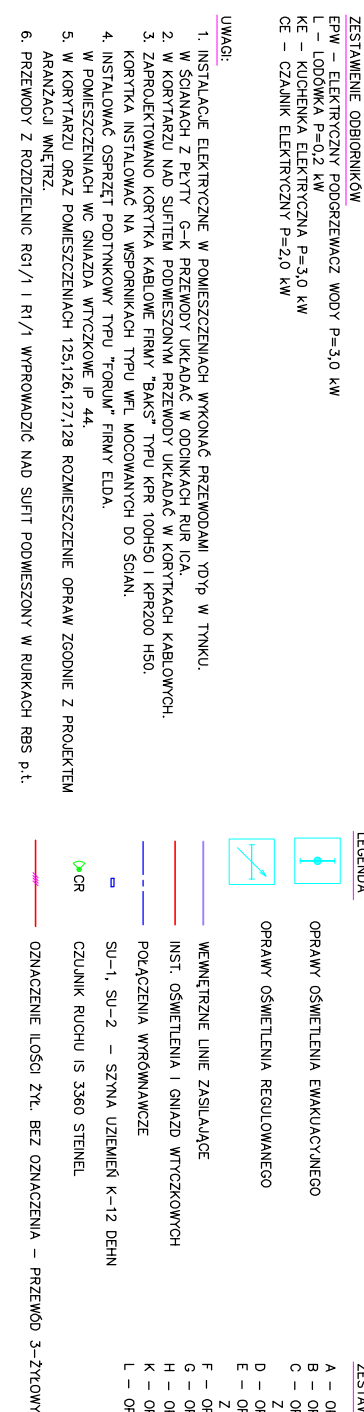 ZESTAWIENIE ODBIORNIKÓW
EPW – ELEKTRYCZNY PODGRZEWACZ WODY P=3,0 kW
L – LODÓWKA P=0,2 kW
KE – KUCHENKA ELEKTRYCZNA P=3,0 kW
CE – CZAJNIK ELEKTRYCZNY P=2,0 kW
UWAGI:
1. INSTALACJE ELEKTRYCZNE W POMIESZCZENIACH WYKONAĆ PRZEWODAMI YDYp W TYNKU.
W ŚCIANACH Z PŁYTY G–K PRZEWODY UKŁADAĆ W ODCINKACH RUR ICA.
2. W KORYTARZU NAD SUFITEM PODWIESZONYM PRZEWODY UKŁADAĆ W KORYTKACH KABLOWYCH.
3. ZAPROJEKTOWANO KORYTKA KABLOWE FIRMY "BAKS" TYPU KPR 100H50 I KPR200 H50.
KORYTKA INSTALOWAĆ NA WSPORNIKACH TYPU WFL MOCOWANYCH DO ŚCIAN.
4. INSTALOWAĆ OSPRZĘT PODTYNKOWY TYPU "FORUM" FIRMY ELDA.
W POMIESZCZENIACH WC GNIAZDA WTYCZKOWE IP 44.
5. W KORYTARZU ORAZ POMIESZCZENIACH 125,126,127,128 ROZMIESZCZENIE OPRAW ZGODNIE Z PROJEKTEM
ARANŻACJI WNĘTRZ.
6. PRZEWODY Z ROZDZIELNIC RG1/1 I R1/1 WYPROWADZIĆ NAD SUFIT PODWIESZONY W RURKACH RBS p.t.
LEGENDA
OPRAWY OŚWIETLENIA EWAKUACYJNEGO
OPRAWY OŚWIETLENIA REGULOWANEGO
WEWNĘTRZNE LINIE ZASILAJĄCE
INST. OŚWIETLENIA I GNIAZD WTYCZKOWYCH
POŁĄCZENIA WYRÓWNAWCZE
SU–1, SU–2 – SZYNA UZIEMIEŃ K–12 DEHN
CR CZUJNIK RUCHU IS 3360 STEINEL
OZNACZENIE ILOŚCI ŻYŁ. BEZ OZNACZENIA – PRZEWÓD 3–ŻYŁOWY
A –
B –
C –
Z
D –
E –
Z
F –
G –
H –
K –
L –